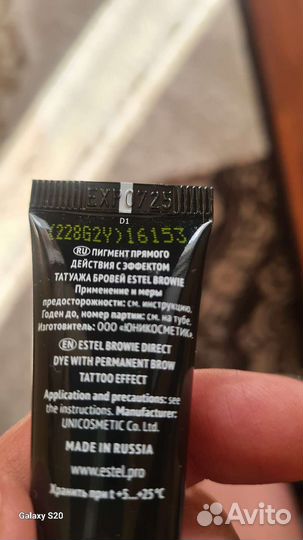 EXP07/25
D1
(228G2Y)16153
RU ПИГМЕНТ ПРЯМОГО
ДЕЙСТВИЯ С ЭФФЕКТОМ
ТАТУАЖА БРОВЕЙ ESTEL BROWIE
Применение и меры
предосторожности: см. инструкцию.
Годен до, номер партии: см. на тубе.
Изготовитель: ООО «ЮНИКОСМЕТИК».
EN ESTEL BROWIE DIRECT
DYE WITH PERMANENT BROW
TATTOO EFFECT
Application and precautions: see
the instructions. Manufacturer:
UNICOSMETIC Co. Ltd.
MADE IN RUSSIA
www.estel.pro
Хранить при t +5...+25°C
Galaxy S20
Avito